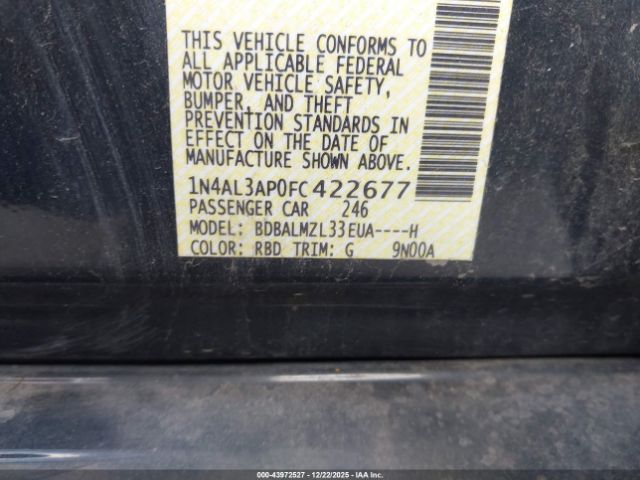 THIS VEHICLE CONFORMS TO
ALL APPLICABLE FEDERAL
MOTOR VEHICLE SAFETY,
BUMPER, AND THEFT
PREVENTION STANDARDS IN
EFFECT ON THE DATE OF
MANUFACTURE SHOWN ABOVE.
1N4AL3AP0FC422677
PASSENGER CAR 246
MODEL: BDBALMZL33EUA----H
COLOR: RBD TRIM: G 9N00A
000-43972527 - 12/22/2025 - IAA Inc.